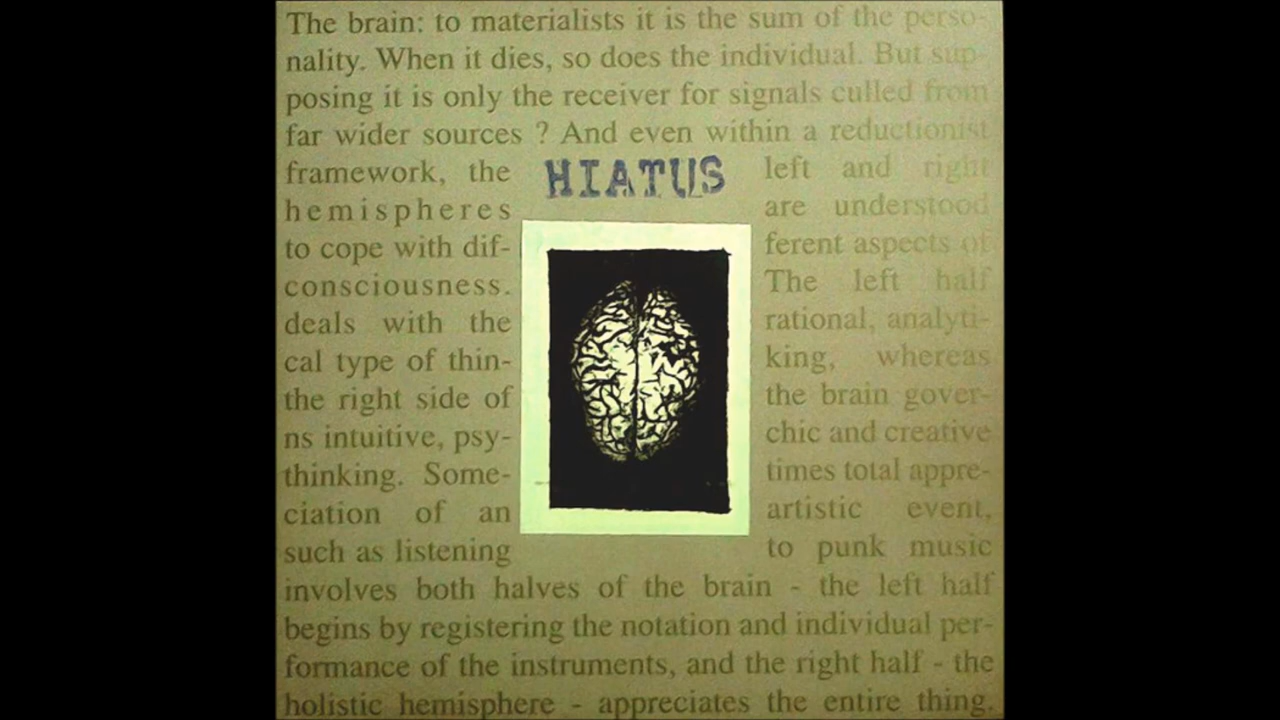 The brain: to materialists it is the sum of the perso-
nality. When it dies, so does the individual. But sup-
posing it is only the receiver for signals culled from
far wider sources ? And even within a reductionist
framework, the left and right
HIATUS
hemispheres are understood
to cope with dif- ferent aspects of
consciousness. The left half
deals with the rational, analyti-
cal type of thin- king, whereas
the right side of the brain gover-
ns intuitive, psy- chic and creative
thinking. Some- times total appre-
ciation of an artistic event,
such as listening to punk music
involves both halves of the brain - the left half
begins by registering the notation and individual per-
formance of the instruments, and the right half - the
holistic hemisphere - appreciates the entire thing.